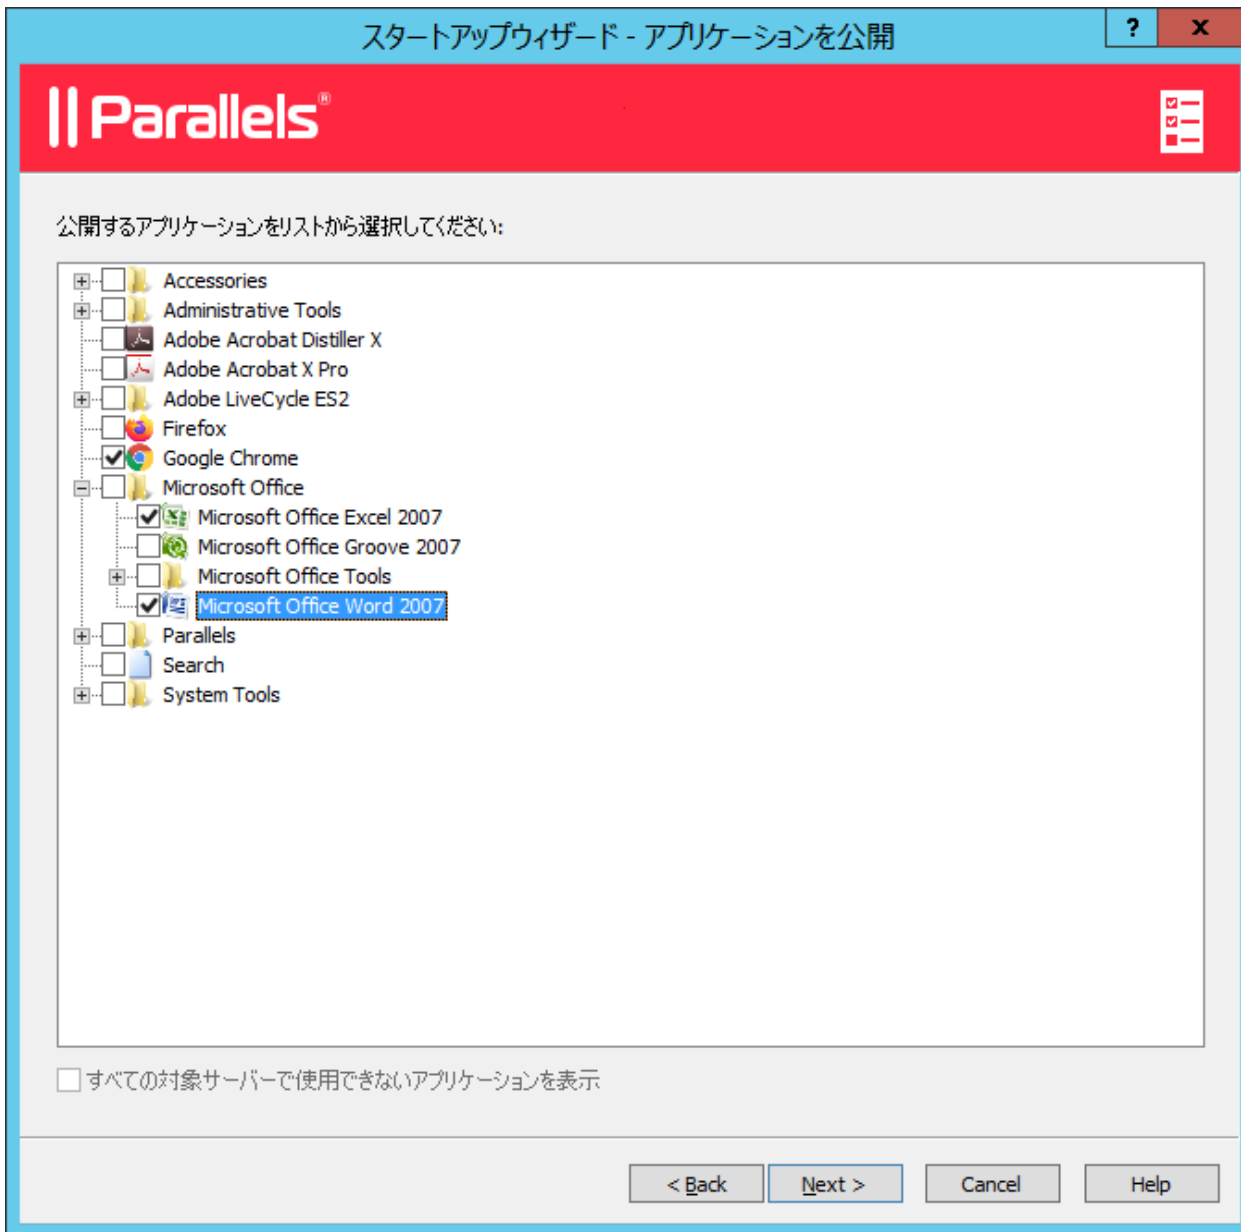 スタートアップウィザード - アプリケーションを公開
?
x
Parallels®
公開するアプリケーションをリストから選択してください:
Accessories
Administrative Tools
Adobe Acrobat Distiller X
Adobe Acrobat X Pro
Adobe LiveCycle ES2
Firefox
Google Chrome
Microsoft Office
Microsoft Office Excel 2007
Microsoft Office Groove 2007
Microsoft Office Tools
Microsoft Office Word 2007
Parallels
Search
System Tools
すべての対象サーバーで使用できないアプリケーションを表示
< Back
Next >
Cancel
Help